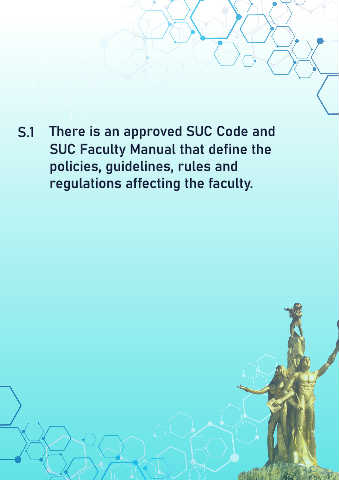 S.1 There is an approved SUC Code and
SUC Faculty Manual that define the
policies, guidelines, rules and
regulations affecting the faculty.